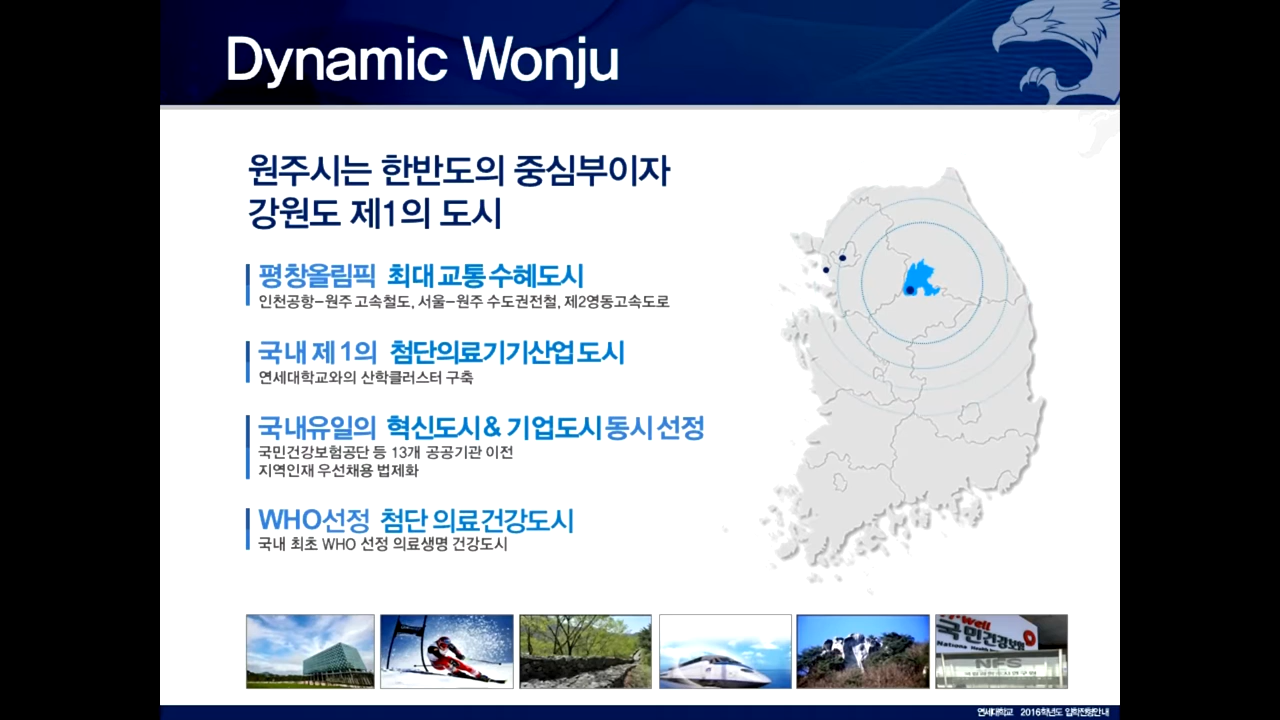 Dynamic Wonju
원주시는 한반도의 중심부이자
강원도 제1의 도시
평창올림픽 최대 교통 수혜도시
인천공항-원주 고속철도, 서울-원주 수도권전철, 제2영동고속도로
국내 제 1의 첨단의료기기산업 도시
연세대학교와의 산학클러스터 구축
국내유일의 혁신도시 & 기업도시 동시 선정
국민건강보험공단 등 13개 공공기관 이전
지역인재 우선채용 법제화
WHO선정 첨단 의료건강도시
국내 최초 WHO 선정 의료생명 건강도시
국민건강보험
NFS
연세대학교 2016학년도 입학전형안내